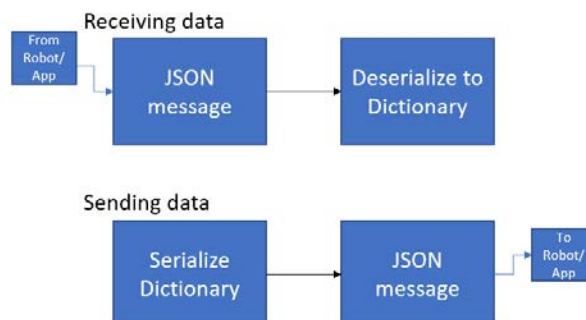 Receiving data
From
Robot/
App
JSON
message
Deserialize to
Dictionary
Sending data
Serialize
Dictionary
JSON
message
To
Robot/
App